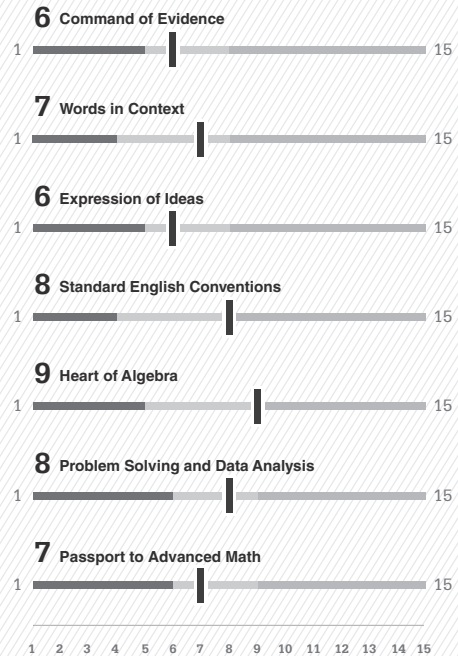 6 Command of Evidence
1 15
7 Words in Context
1 15
6 Expression of Ideas
1 15
8 Standard English Conventions
1 15
9 Heart of Algebra
1 15
8 Problem Solving and Data Analysis
1 15
7 Passport to Advanced Math
1 15
1 2 3 4 5 6 7 8 9 10 11 12 13 14 15